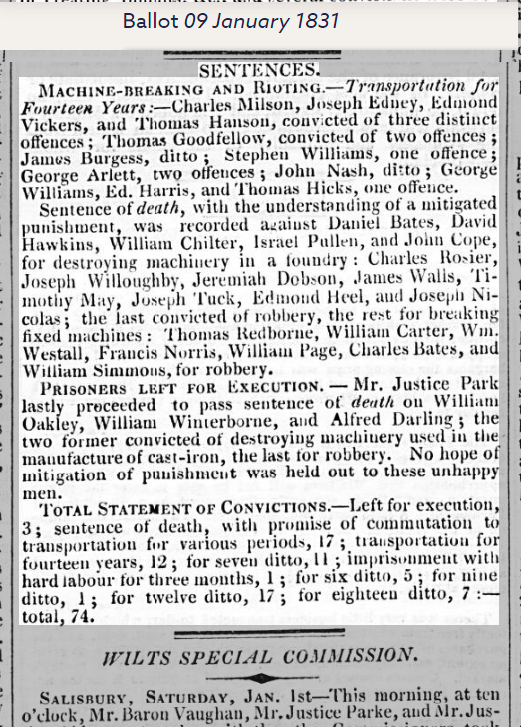 Ballot 09 January 1831
SENTENCES.
MACHINE-BREAKING AND RIOTING.—Transportation for
Fourteen Years:—Charles Milson, Joseph Edney, Edmond
Vickers, and Thomas Hanson, convicted of three distinct
offences; Thomas Goodfellow, convicted of two offences;
James Burgess, ditto; Stephen Williams, one offence;
George Arlett, two offences; John Nash, ditto; George
Williams, Ed. Harris, and Thomas Hicks, one offence.
Sentence of death, with the understanding of a mitigated
punishment, was recorded against Daniel Bates, David
Hawkins, William Chilter, Israel Pullen, and John Cope,
for destroying machinery in a foundry: Charles Rosier,
Joseph Willoughby, Jeremiah Dobson, James Walls, Ti-
mothy May, Joseph Tuck, Edmund Heel, and Joseph Ni-
colas; the last convicted of robbery, the rest for breaking
fixed machines: Thomas Redborne, William Carter, Wm.
Westall, Francis Norris, William Page, Charles Bates, and
William Simmons, for robbery.
PRISONERS LEFT FOR EXECUTION. — Mr. Justice Park
lastly proceeded to pass sentence of death on William
Oakley, William Winterborne, and Alfred Darling; the
two former convicted of destroying machinery used in the
manufacture of cast-iron, the last for robbery. No hope of
mitigation of punishment was held out to these unhappy
men.
TOTAL STATEMENT OF CONVICTIONS.—Left for execution,
3; sentence of death, with promise of commutation to
transportation for various periods, 17; transportation for
fourteen years, 12; for seven ditto, 11; imprisonment with
hard labour for three months, 1; for six ditto, 5; for nine
ditto, 1; for twelve ditto, 17; for eighteen ditto, 7:—
total, 74.
WILTS SPECIAL COMMISSION.
SALISBURY, SATURDAY, JAN. 1st—This morning, at ten
o'clock, Mr. Baron Vaughan, Mr. Justice Parke, and Mr. Jus-